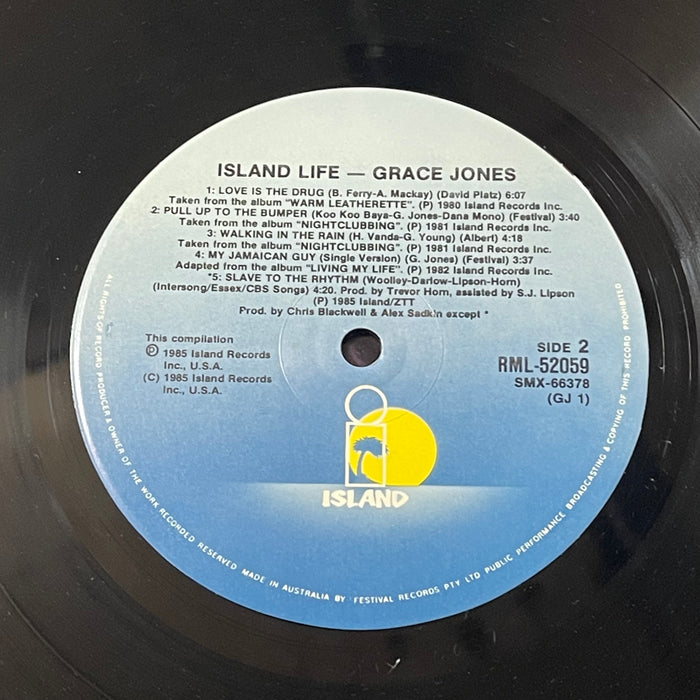 ISLAND LIFE — GRACE JONES
1: LOVE IS THE DRUG (B. Ferry-A. Mackay) (David Platz) 6:07
Taken from the album "WARM LEATHERETTE". (P) 1980 Island Records Inc.
2: PULL UP TO THE BUMPER (Koo Koo Baya-G. Jones-Dana Mono) (Festival) 3:40
Taken from the album "NIGHTCLUBBING". (P) 1981 Island Records Inc.
3: WALKING IN THE RAIN (H. Vanda-G. Young) (Albert) 4:18
Taken from the album "NIGHTCLUBBING". (P) 1981 Island Records Inc.
4: MY JAMAICAN GUY (Single Version) (G. Jones) (Festival) 3:37
Adapted from the album "LIVING MY LIFE". (P) 1982 Island Records Inc.
*5: SLAVE TO THE RHYTHM (Woolley-Darlow-Lipson-Horn)
(Intersong/Essex/CBS Songs) 4:20. Prod. by Trevor Horn, assisted by S.J. Lipson
(P) 1985 Island/ZTT
Prod. by Chris Blackwell & Alex Sadkin except *
This compilation
Ⓟ 1985 Island Records
Inc., U.S.A.
(C) 1985 Island Records
Inc., U.S.A.
SIDE 2
RML-52059
SMX-66378
(GJ 1)
ISLAND
ALL RIGHTS OF RECORD PRODUCER & OWNER OF THE WORK RECORDED RESERVED MADE IN AUSTRALIA BY FESTIVAL RECORDS PTY LTD PUBLIC PERFORMANCE BROADCASTING & COPYING OF THIS RECORD PROHIBITED